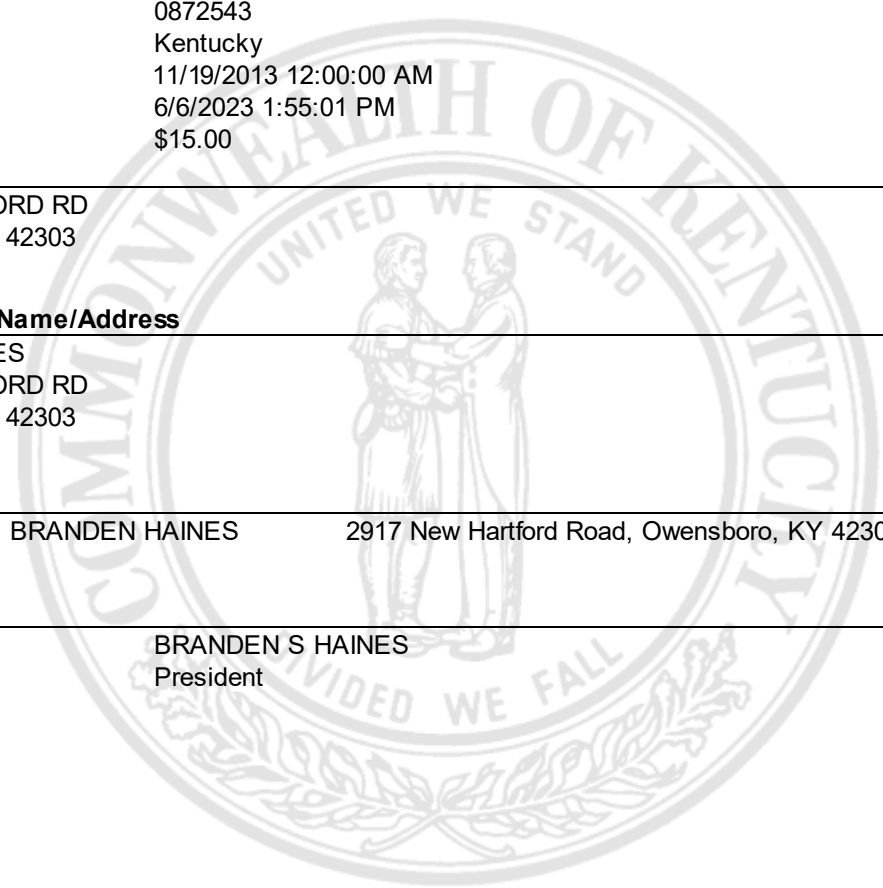 0872543
Kentucky
11/19/2013 12:00:00 AM
6/6/2023 1:55:01 PM
$15.00
ORD RD
42303
Name/Address
ES
ORD RD
42303
BRANDEN HAINES 2917 New Hartford Road, Owensboro, KY 4230
BRANDEN S HAINES
President
COMMONWEALTH OF KENTUCKY
UNITED WE STAND
DIVIDED WE FALL